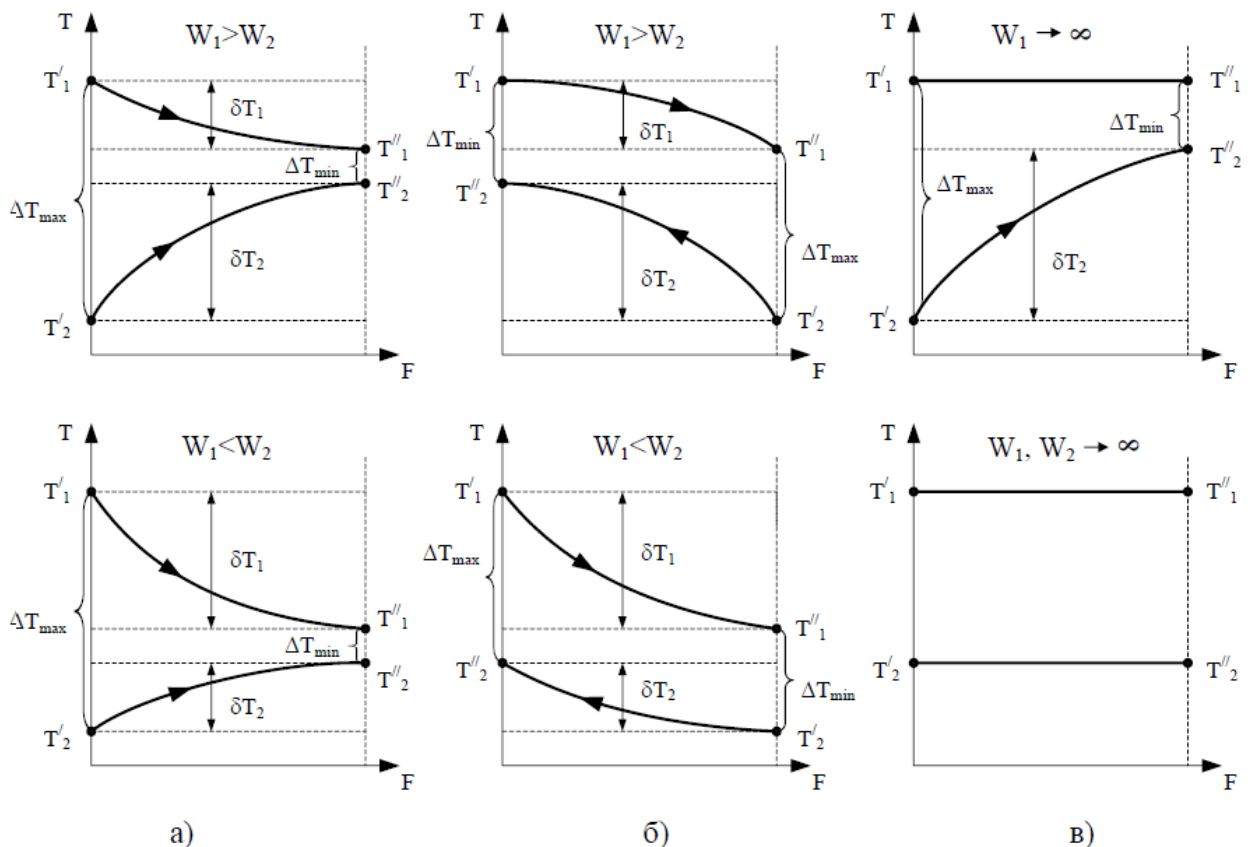 T
W₁>W₂
T′₁
δT₁
T″₁
ΔTmin
T″₂
ΔTmax
δT₂
T′₂
F
T
W₁>W₂
T′₁
δT₁
ΔTmin
T″₁
T″₂
ΔTmax
δT₂
T′₂
F
T
W₁ → ∞
T′₁
T″₁
ΔTmin
T″₂
ΔTmax
δT₂
T′₂
F
T
W₁<W₂
T′₁
δT₁
ΔTmax
T″₁
ΔTmin
T″₂
δT₂
T′₂
F
T
W₁<W₂
T′₁
ΔTmax
δT₁
T″₁
T″₂
δT₂
ΔTmin
T′₂
F
T
W₁, W₂ → ∞
T′₁
T″₁
T′₂
T″₂
F
а)
б)
в)